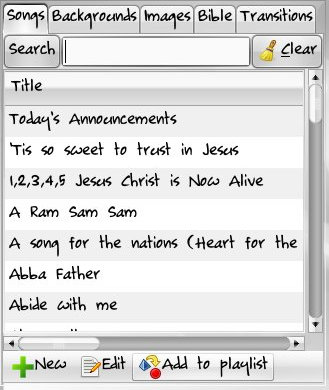 Songs Backgrounds Images Bible Transitions
Search Clear
Title
Today's Announcements
'Tis so sweet to trust in Jesus
1,2,3,4,5 Jesus Christ is Now Alive
A Ram Sam Sam
A song for the nations (Heart for the
Abba Father
Abide with me
New Edit Add to playlist